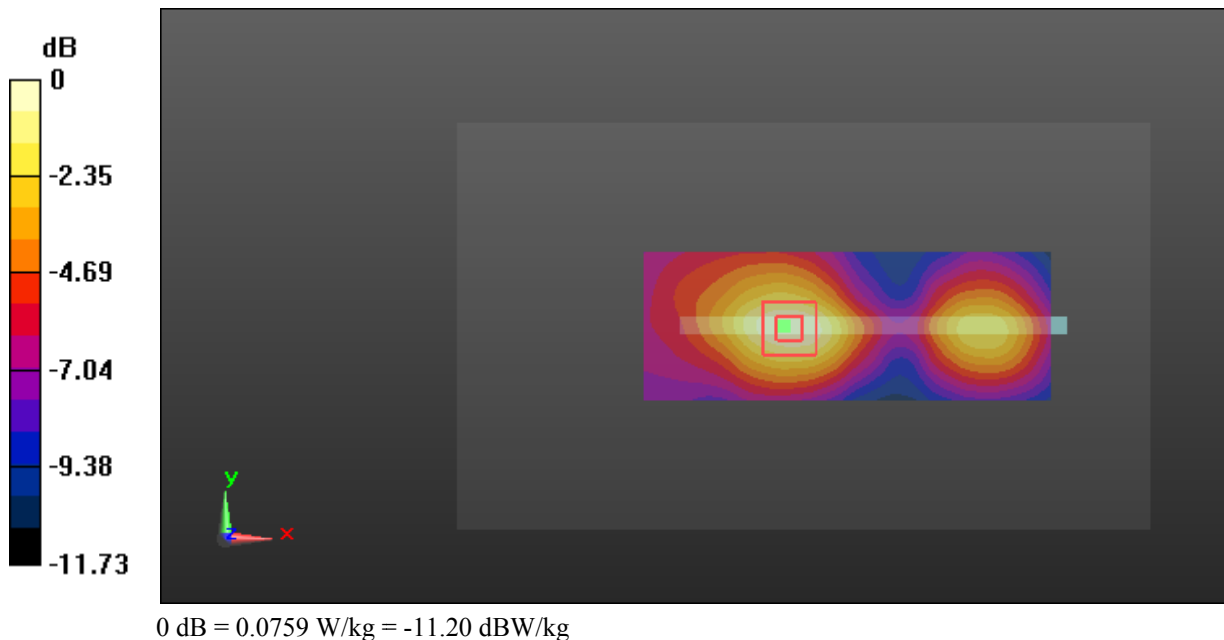 dB
0
-2.35
-4.69
-7.04
-9.38
-11.73
y
z
x
0 dB = 0.0759 W/kg = -11.20 dBW/kg